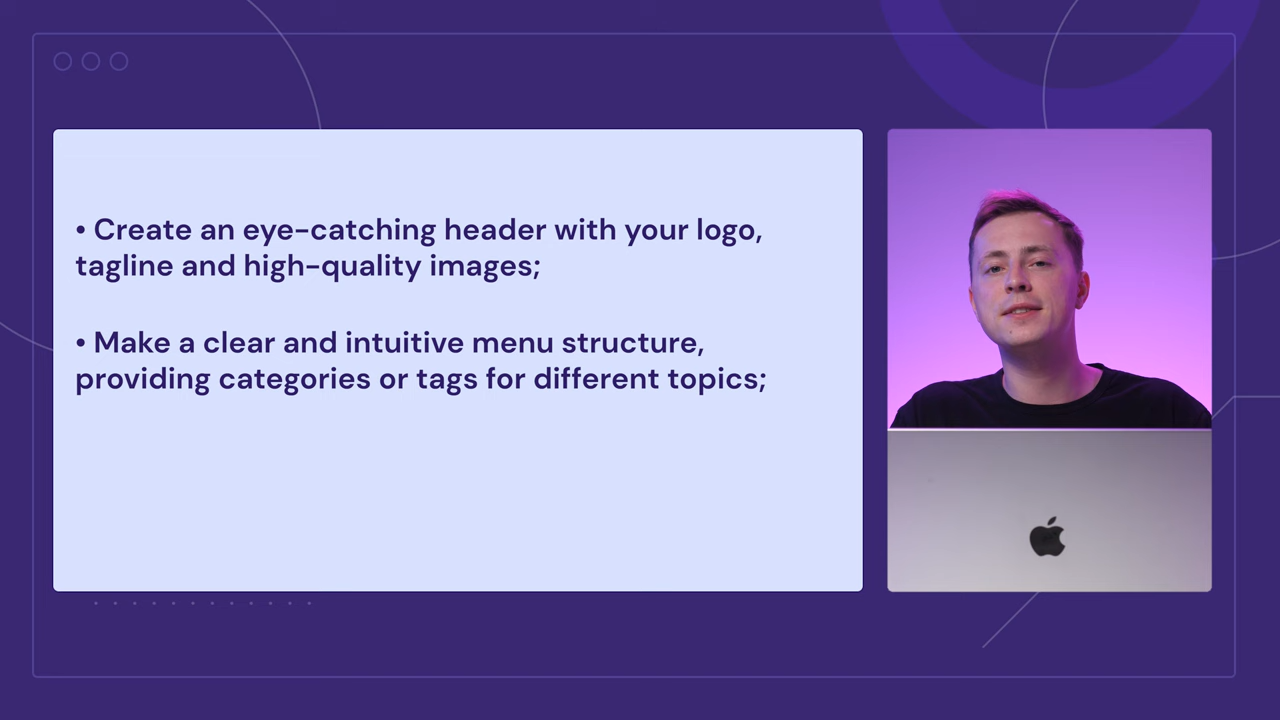 • Create an eye-catching header with your logo,
tagline and high-quality images;
• Make a clear and intuitive menu structure,
providing categories or tags for different topics;